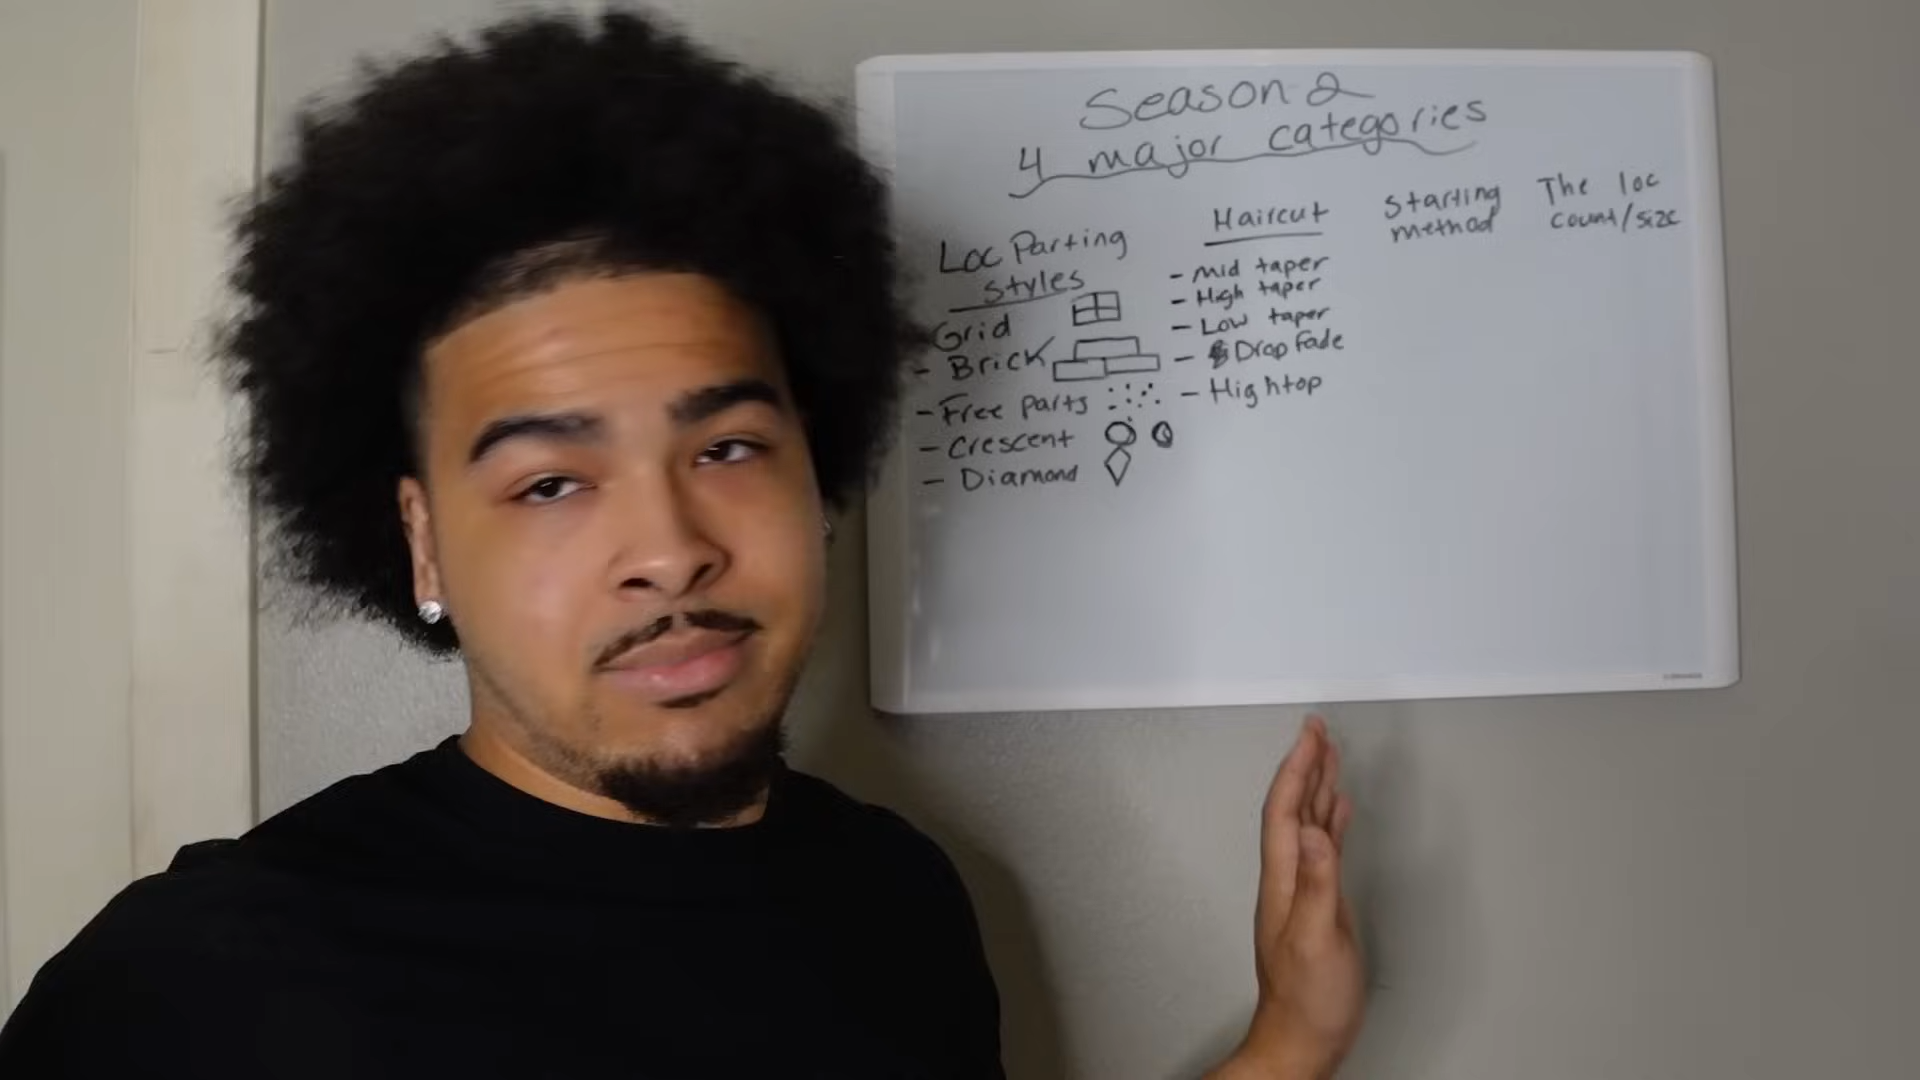 Season 2
4 major categories
Loc Parting
styles
Grid
- Brick
- Free parts
- Crescent
- Diamond
Haircut
- mid taper
- High taper
- Low taper
- Drop Fade
- Hightop
Starting
method
The loc
count/size